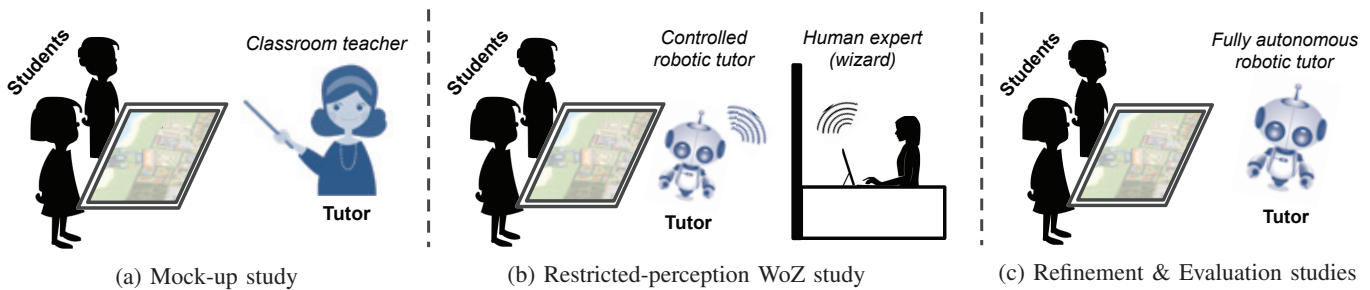 Students
Classroom teacher
Tutor
(a) Mock-up study
Students
Controlled
robotic tutor
Tutor
Human expert
(wizard)
(b) Restricted-perception WoZ study
Students
Fully autonomous
robotic tutor
Tutor
(c) Refinement & Evaluation studies